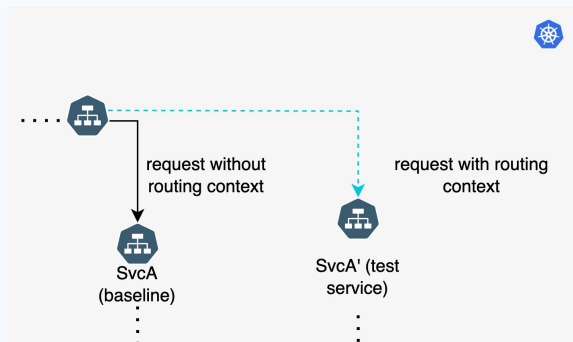 request without
routing context
request with routing
context
SvcA
(baseline)
SvcA' (test
service)